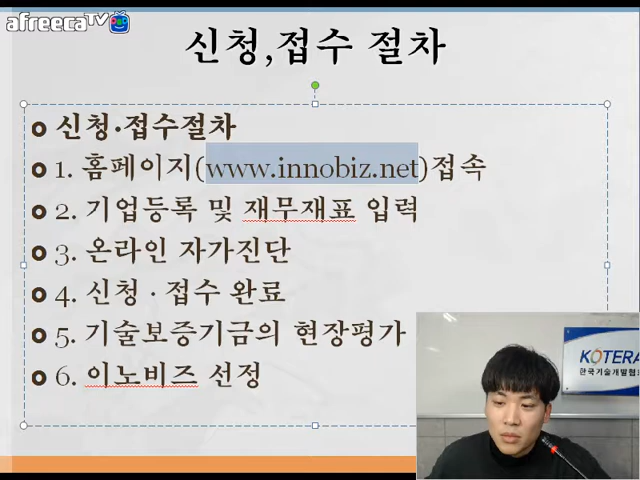 afreecaTV
신청,접수 절차
신청·접수절차
1. 홈페이지(www.innobiz.net)접속
2. 기업등록 및 재무재표 입력
3. 온라인 자가진단
4. 신청 · 접수 완료
5. 기술보증기금의 현장평가
6. 이노비즈 선정
KOTERA
한국기술개발협